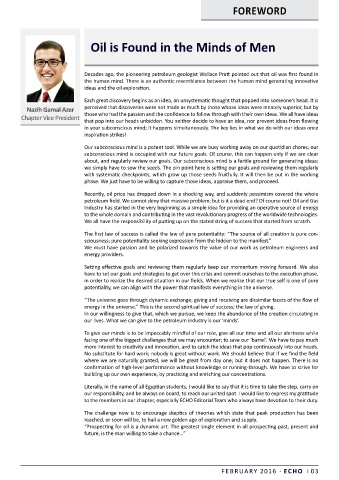 FOREWORD
Oil is Found in the Minds of Men
Nazih Gamal Azer
Chapter Vice President
Decades ago, the pioneering petroleum geologist Wallace Pratt pointed out that oil was first found in
the human mind. There is an authentic resemblance between the human mind generating innovative
ideas and the oil exploration.
Each great discovery begins as an idea, an unsystematic thought that popped into someone's head. It is
perceived that discoveries were not made as much by those whose ideas were innately superior, but by
those who had the passion and the confidence to follow through with their own ideas. We all have ideas
that pop into our heads unbidden. You neither decide to have an idea, nor prevent ideas from flowing
in your subconscious mind; it happens simultaneously. The key lies in what we do with our ideas once
inspiration strikes!
Our subconscious mind is a potent tool. While we are busy working away on our quotidian chores, our
subconscious mind is occupied with our future goals. Of course, this can happen only if we are clear
about, and regularly review our goals. Our subconscious mind is a fertile ground for generating ideas;
we simply have to sow the seeds. The pin point here is setting our goals and reviewing them regularly
with systematic checkpoints, which grow up those seeds fruitfully. It will then be put in the working
phase. We just have to be willing to capture those ideas, appraise them, and proceed.
Recently, oil price has dropped down in a shocking way, and suddenly pessimism covered the whole
petroleum field. We cannot deny that massive problem; but is it a dead end? Of course not! Oil and Gas
Industry has started in the very beginning as a simple idea for providing an operative source of energy
to the whole domain and contributing in the vast revolutionary progress of the worldwide technologies.
We all have the responsibility of putting up on the stated string of success that started from scratch.
The first law of success is called the law of pure potentiality: "The source of all creation is pure con-
sciousness; pure potentiality seeking expression from the hidden to the manifest,"
We must have passion and be polarized towards the value of our work as petroleum engineers and
energy providers.
Setting effective goals and reviewing them regularly keep our momentum moving forward. We also
have to set our goals and strategies to get over this crisis and commit ourselves to the execution phase,
in order to realize the desired situation in our fields. When we realize that our true self is one of pure
potentiality, we can align with the power that manifests everything in the universe.
"The universe goes through dynamic exchange; giving and receiving are dissimilar facets of the flow of
energy in the universe." This is the second spiritual law of success; the law of giving.
In our willingness to give that, which we pursue, we keep the abundance of the creation circulating in
our lives. What we can give to the petroleum industry is our 'minds'.
To give our minds is to be impeccably mindful of our role, give all our time and all our alertness while
facing one of the biggest challenges that we may encounter; to save our 'barrel'. We have to pay much
more interest to creativity and innovation, and to catch the ideas that pop continuously into our heads.
No substitute for hard work; nobody is great without work. We should believe that if we find the field
where we are naturally granted, we will be great from day one, but it does not happen. There is no
confirmation of high-level performance without knowledge or running-through. We have to strive for
building up our own experience, by practicing and enriching our concentrations.
Literally, in the name of all Egyptian students, I would like to say that it is time to take the step, carry on
our responsibility, and be always on board, to reach our united spot. I would like to express my gratitude
to the members in our chapter, especially ECHO Editorial Team who always have devotion to their duty.
The challenge now is to encourage skeptics of theories which state that peak production has been
reached, or soon will be, to hail a new golden age of exploration and supply.
"Prospecting for oil is a dynamic art. The greatest single element in all prospecting past, present and
future, is the man willing to take a chance…"
FEBRUARY 2016 - ECHO I 03